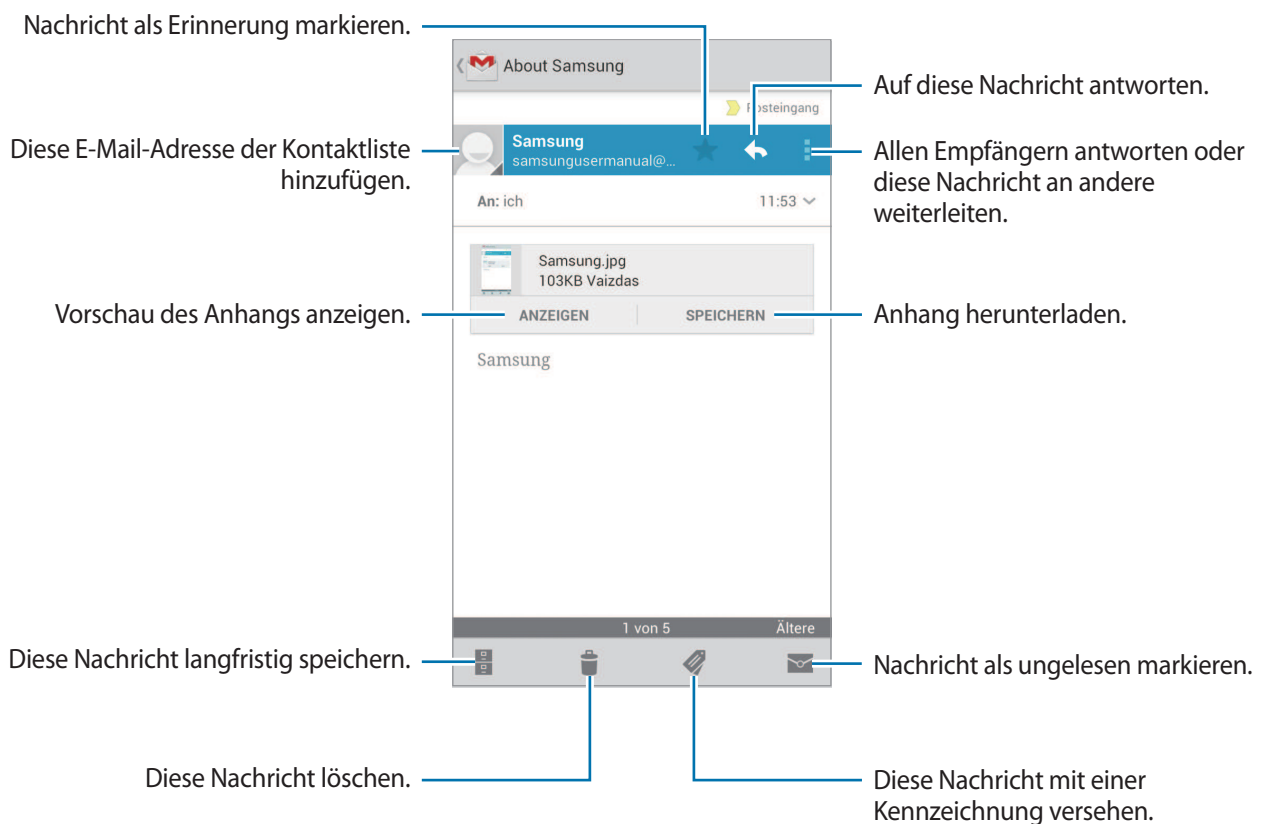 Nachricht als Erinnerung markieren.
About Samsung
Auf diese Nachricht antworten.
Posteingang
Diese E-Mail-Adresse der Kontaktliste
hinzufügen.
Samsung
samsungusermanual@...
Allen Empfängern antworten oder
diese Nachricht an andere
weiterleiten.
An: ich
11:53
Samsung.jpg
103KB Vaizdas
Vorschau des Anhangs anzeigen.
ANZEIGEN
SPEICHERN
Anhang herunterladen.
Samsung
1 von 5
Ältere
Diese Nachricht langfristig speichern.
Nachricht als ungelesen markieren.
Diese Nachricht löschen.
Diese Nachricht mit einer
Kennzeichnung versehen.